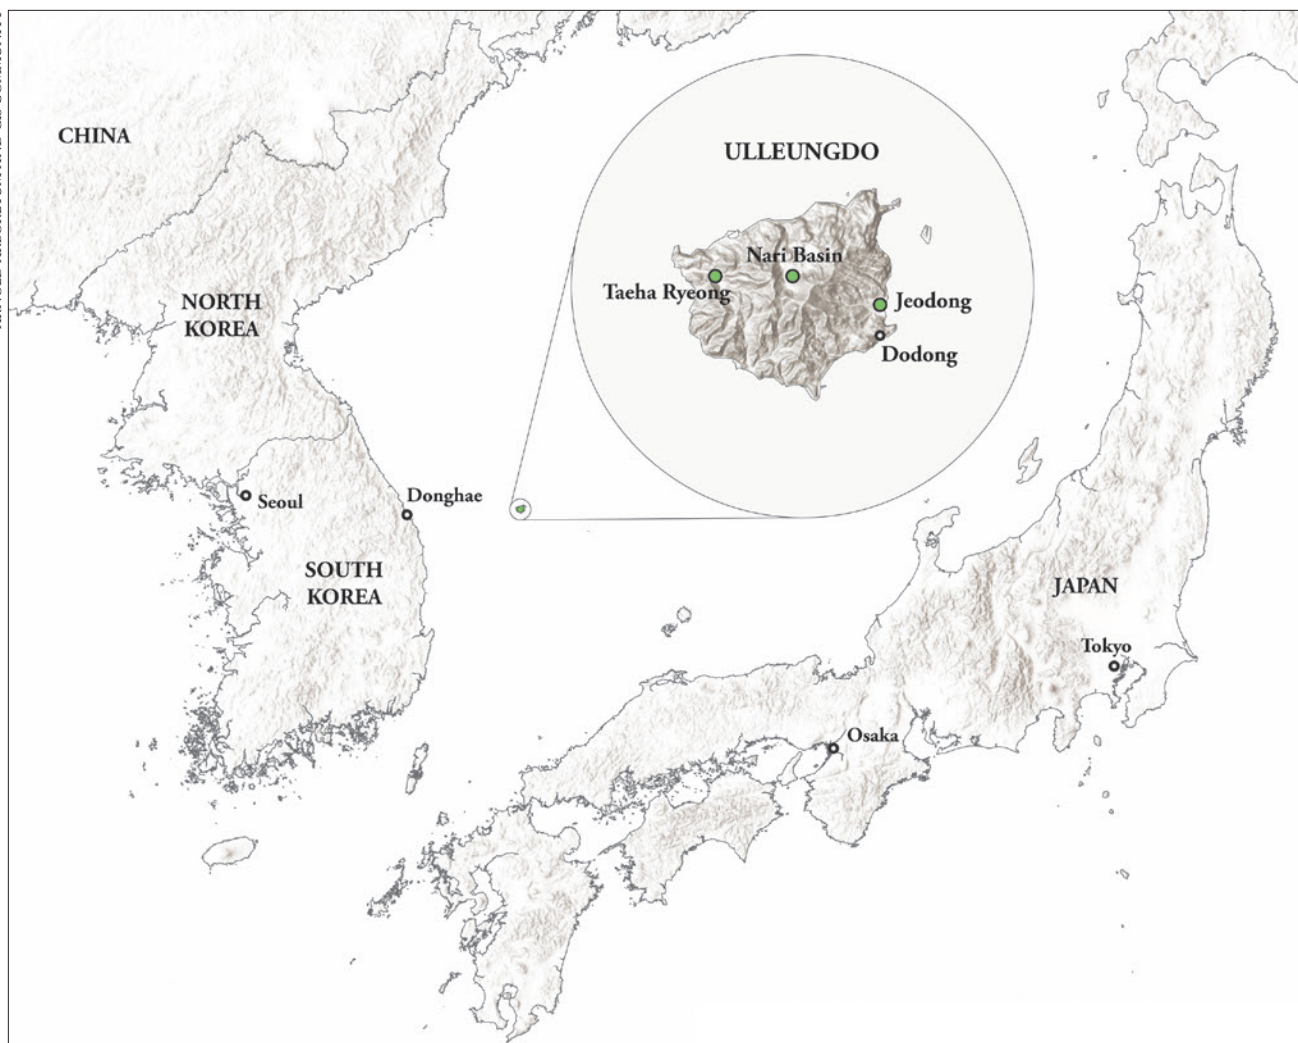 CHINA
ULLEUNGDO
Nari Basin
Taeha Ryeong
Jeodong
Dodong
NORTH
KOREA
Seoul
Donghae
SOUTH
KOREA
JAPAN
Tokyo
Osaka